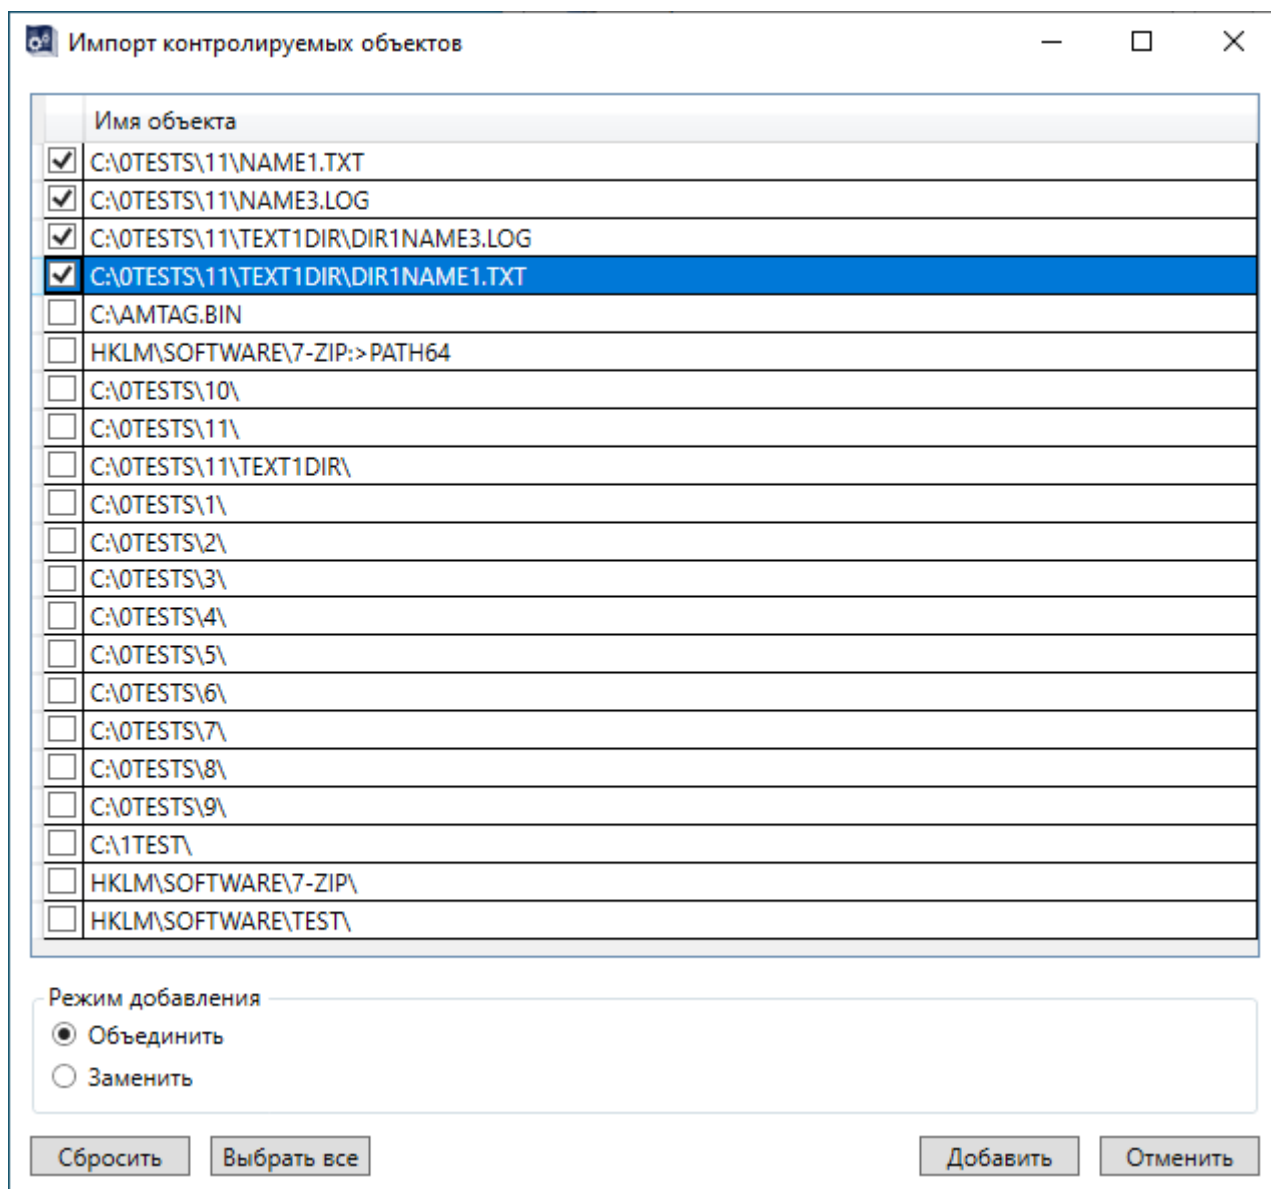 Импорт контролируемых объектов
Имя объекта
C:\0TESTS\11\NAME1.TXT
C:\0TESTS\11\NAME3.LOG
C:\0TESTS\11\TEXT1DIR\DIR1NAME3.LOG
C:\0TESTS\11\TEXT1DIR\DIR1NAME1.TXT
C:\AMTAG.BIN
HKLM\SOFTWARE\7-ZIP:>PATH64
C:\0TESTS\10\
C:\0TESTS\11\
C:\0TESTS\11\TEXT1DIR\
C:\0TESTS\1\
C:\0TESTS\2\
C:\0TESTS\3\
C:\0TESTS\4\
C:\0TESTS\5\
C:\0TESTS\6\
C:\0TESTS\7\
C:\0TESTS\8\
C:\0TESTS\9\
C:\1TEST\
HKLM\SOFTWARE\7-ZIP\
HKLM\SOFTWARE\TEST\
Режим добавления
Объединить
Заменить
Сбросить Выбрать все Добавить Отменить